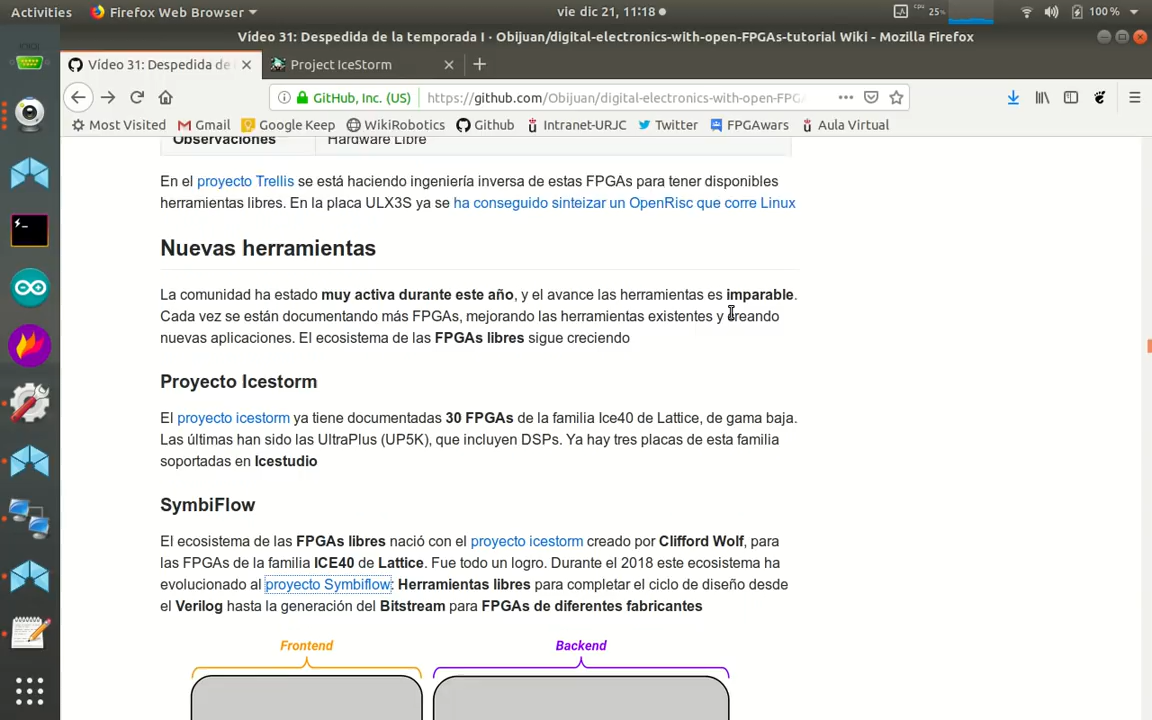 Activities Firefox Web Browser vie dic 21, 11:18 cpu 25% 100 %
Vídeo 31: Despedida de la temporada I · Obijuan/digital-electronics-with-open-FPGAs-tutorial Wiki - Mozilla Firefox
Vídeo 31: Despedida de Project IceStorm
GitHub, Inc. (US) https://github.com/Obijuan/digital-electronics-with-open-FPGA
Most Visited Gmail Google Keep WikiRobotics Github Intranet-URJC Twitter FPGAwars Aula Virtual
Observaciones Hardware Libre
En el proyecto Trellis se está haciendo ingeniería inversa de estas FPGAs para tener disponibles
herramientas libres. En la placa ULX3S ya se ha conseguido sinteizar un OpenRisc que corre Linux
Nuevas herramientas
La comunidad ha estado muy activa durante este año, y el avance las herramientas es imparable.
Cada vez se están documentando más FPGAs, mejorando las herramientas existentes y creando
nuevas aplicaciones. El ecosistema de las FPGAs libres sigue creciendo
Proyecto Icestorm
El proyecto icestorm ya tiene documentadas 30 FPGAS de la familia Ice40 de Lattice, de gama baja.
Las últimas han sido las UltraPlus (UP5K), que incluyen DSPs. Ya hay tres placas de esta familia
soportadas en Icestudio
SymbiFlow
El ecosistema de las FPGAs libres nació con el proyecto icestorm creado por Clifford Wolf, para
las FPGAs de la familia ICE40 de Lattice. Fue todo un logro. Durante el 2018 este ecosistema ha
evolucionado al proyecto Symbiflow: Herramientas libres para completar el ciclo de diseño desde
el Verilog hasta la generación del Bitstream para FPGAs de diferentes fabricantes
Frontend Backend